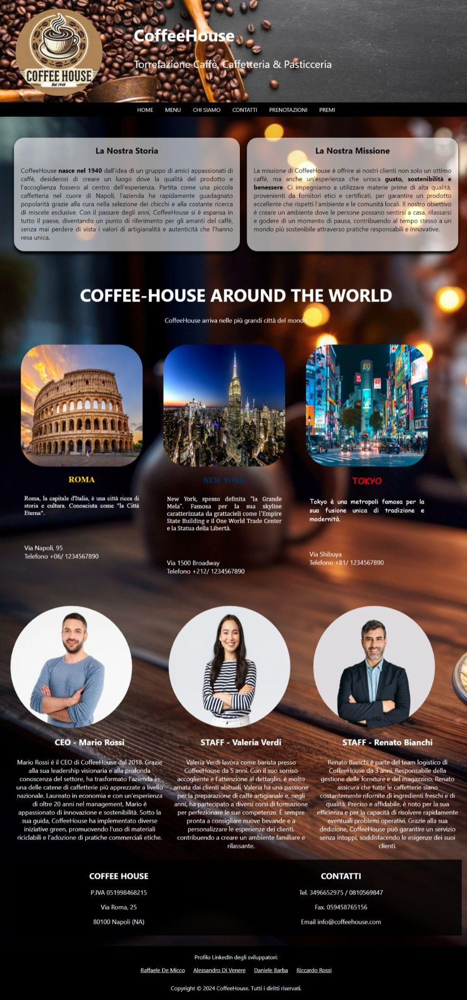 COFFEE HOUSE
Dal 1940
CoffeeHouse
Torrefazione Caffè, Caffetteria & Pasticceria
HOME MENU CHI SIAMO CONTATTI PRENOTAZIONI PREMI
La Nostra Storia
CoffeeHouse nasce nel 1940 dall'idea di un gruppo di amici appassionati di
caffè, desiderosi di creare un luogo dove la qualità del prodotto e
l'accoglienza fossero al centro dell'esperienza. Partita come una piccola
caffetteria nel cuore di Napoli, l'azienda ha rapidamente guadagnato
popolarità grazie alla cura nella selezione dei chicchi e alla costante ricerca
di miscele esclusive. Con il passare degli anni, CoffeeHouse si è espansa in
tutto il paese, diventando un punto di riferimento per gli amanti del caffè,
senza mai perdere di vista i valori di artigianalità e autenticità che l'hanno
resa unica.
La Nostra Missione
La missione di CoffeeHouse è offrire ai nostri clienti non solo un ottimo
caffè, ma anche un'esperienza che unisca gusto, sostenibilità e
benessere. Ci impegniamo a utilizzare materie prime di alta qualità,
provenienti da fornitori etici e certificati, per garantire un prodotto
eccellente che rispetti l'ambiente e le comunità locali. Il nostro obiettivo
è creare un ambiente dove le persone possano sentirsi a casa, rilassarsi
e godere di un momento di pausa, contribuendo al tempo stesso a un
mondo più sostenibile attraverso pratiche responsabili e innovative.
COFFEE-HOUSE AROUND THE WORLD
CoffeeHouse arriva nelle più grandi città del mondo
ROMA
Roma, la capitale d'Italia, è una città ricca di
storia e cultura. Conosciuta come "la Città
Eterna".
Via Napoli, 95
Telefono +06/ 1234567890
NEW YORK
New York, spesso definita "la Grande
Mela". Famosa per la sua skyline
caratterizzata da grattacieli come l'Empire
State Building e il One World Trade Center
e la Statua della Libertà.
Via 1500 Broadway
Telefono +212/ 1234567890
H&M
TOKYO
Tokyo è una metropoli famosa per la
sua fusione unica di tradizione e
modernità.
Via Shibuya
Telefono +81/ 1234567890
CEO - Mario Rossi
Mario Rossi è il CEO di CoffeeHouse dal 2018. Grazie
alla sua leadership visionaria e alla profonda
conoscenza del settore, ha trasformato l'azienda in
una delle catene di caffetterie più apprezzate a livello
nazionale. Laureato in economia e con un'esperienza
di oltre 20 anni nel management, Mario è
appassionato di innovazione e sostenibilità. Sotto la
sua guida, CoffeeHouse ha implementato diverse
iniziative green, promuovendo l'uso di materiali
riciclabili e l'adozione di pratiche commerciali etiche.
STAFF - Valeria Verdi
Valeria Verdi lavora come barista presso
CoffeeHouse da 5 anni. Con il suo sorriso
accogliente e l'attenzione al dettaglio, è molto
amata dai clienti abituali. Valeria ha una passione
per la preparazione di caffè artigianale e, negli
anni, ha partecipato a diversi corsi di formazione
per perfezionare le sue competenze. È sempre
pronta a consigliare nuove bevande e a
personalizzare le esperienze dei clienti,
contribuendo a creare un ambiente familiare e
rilassante.
STAFF - Renato Bianchi
Renato Bianchi è parte del team logistico di
CoffeeHouse da 3 anni. Responsabile della
gestione delle forniture e del magazzino, Renato
assicura che tutte le caffetterie siano
costantemente rifornite di ingredienti freschi e di
qualità. Preciso e affidabile, è noto per la sua
efficienza e per la capacità di risolvere rapidamente
eventuali problemi operativi. Grazie alla sua
dedizione, CoffeeHouse può garantire un servizio
senza intoppi, soddisfacendo le esigenze dei suoi
clienti.
COFFEE HOUSE
P.IVA 051998468215
Via Roma, 25
80100 Napoli (NA)
CONTATTI
Tel. 3496652975 / 0810569847
Fax. 059458765156
Email info@coffeehouse.com
Profilo LinkedIn degli sviluppatori:
Raffaele De Micco Alessandro Di Venere Daniele Barba Riccardo Rossi
Copyright © 2024 CoffeeHouse. Tutti i diritti riservati.